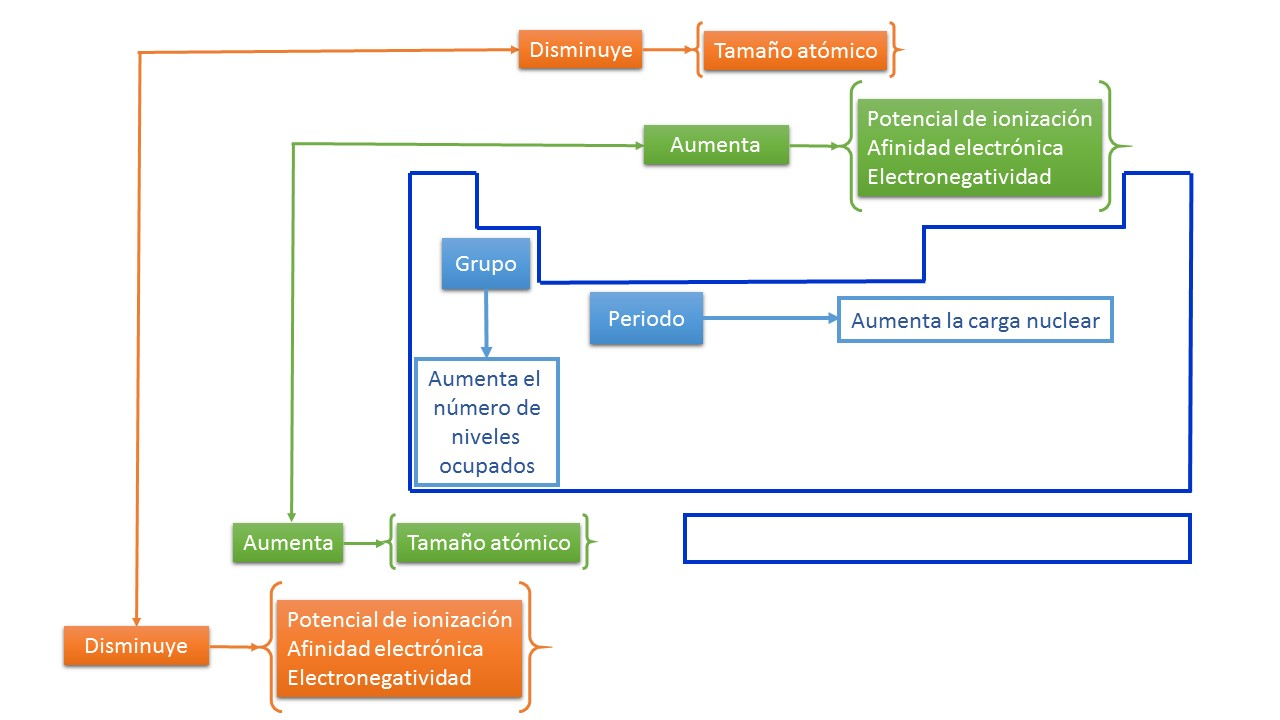 Disminuye
Tamaño atómico
Aumenta
Potencial de ionización
Afinidad electrónica
Electronegatividad
Grupo
Periodo
Aumenta la carga nuclear
Aumenta el
número de
niveles
ocupados
Aumenta
Tamaño atómico
Disminuye
Potencial de ionización
Afinidad electrónica
Electronegatividad